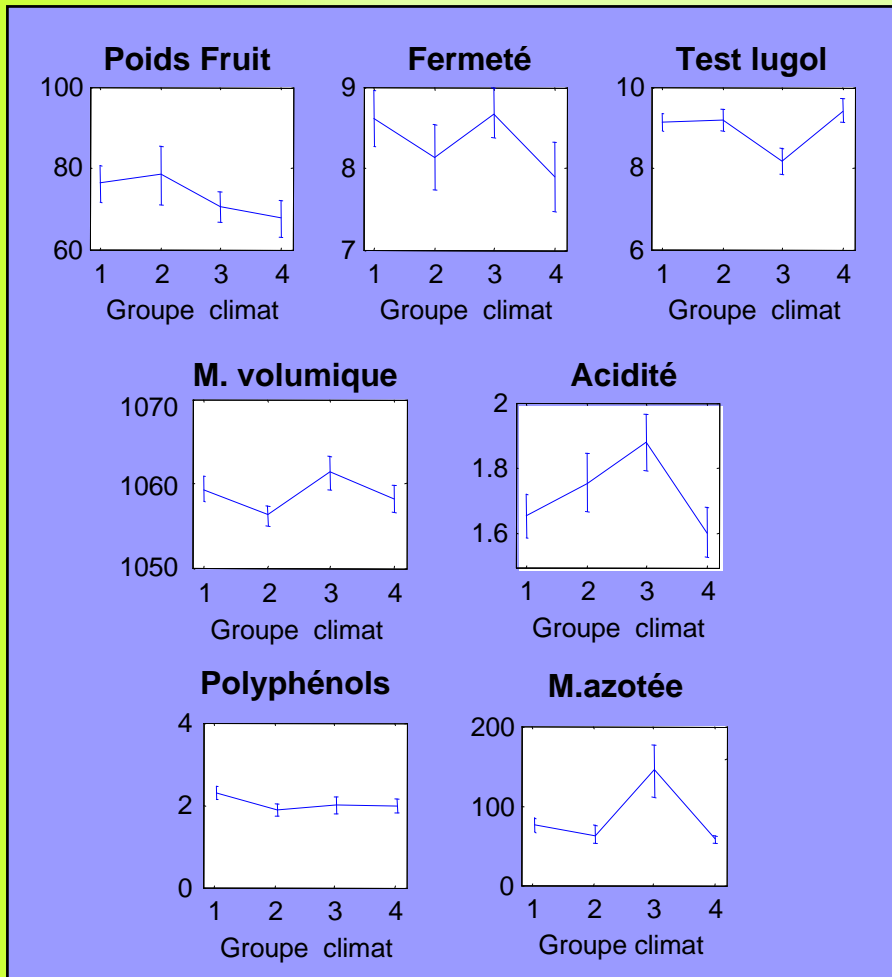 Poids Fruit Fermeté Test lugol
100 9 10
80 8 8
60 7 6
1 2 3 4 1 2 3 4 1 2 3 4
Groupe climat Groupe climat Groupe climat
M. volumique Acidité
1070 2
1060 1.8
1.6
1050
1 2 3 4 1 2 3 4
Groupe climat Groupe climat
Polyphénols M.azotée
4 200
2 100
0 0
1 2 3 4 1 2 3 4
Groupe climat Groupe climat